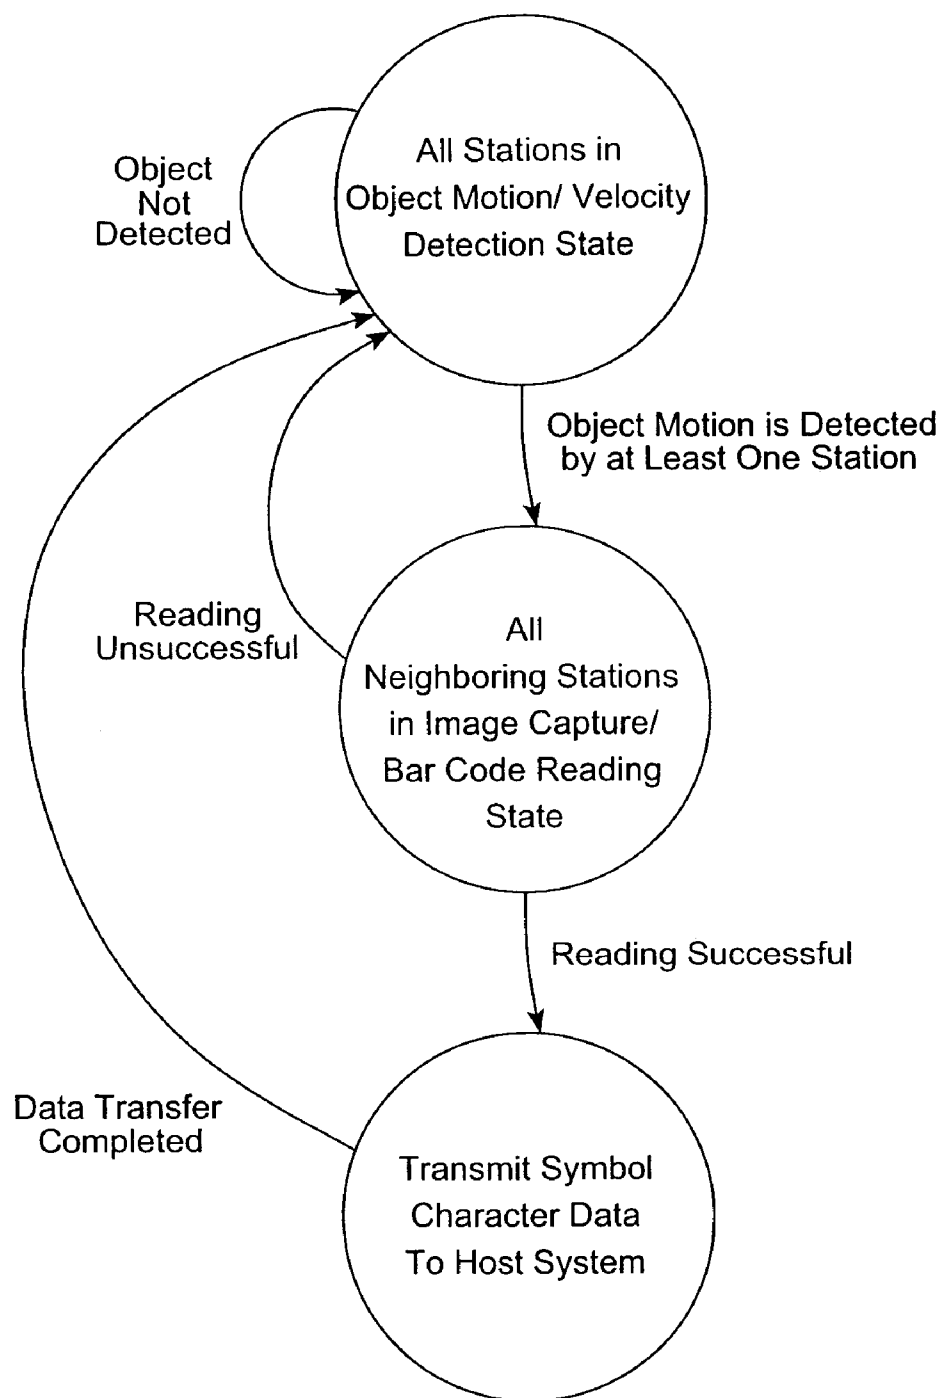 All Stations in
Object Motion/ Velocity
Detection State
Object
Not
Detected
Object Motion is Detected
by at Least One Station
Reading
Unsuccessful
All
Neighboring Stations
in Image Capture/
Bar Code Reading
State
Reading Successful
Data Transfer
Completed
Transmit Symbol
Character Data
To Host System